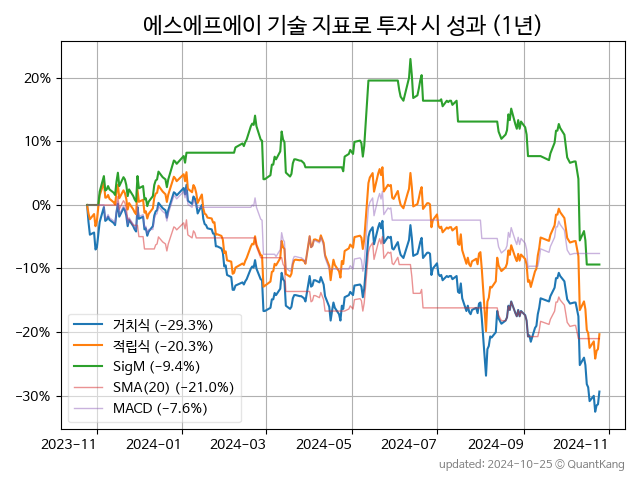 에스에프에이 기술 지표로 투자 시 성과 (1년)
20%
10%
0%
−10%
−20%
−30%
거치식 (−29.3%)
적립식 (−20.3%)
SigM (−9.4%)
SMA(20) (−21.0%)
MACD (−7.6%)
2023−11 2024−01 2024−03 2024−05 2024−07 2024−09 2024−11
updated: 2024-10-25 © QuantKang